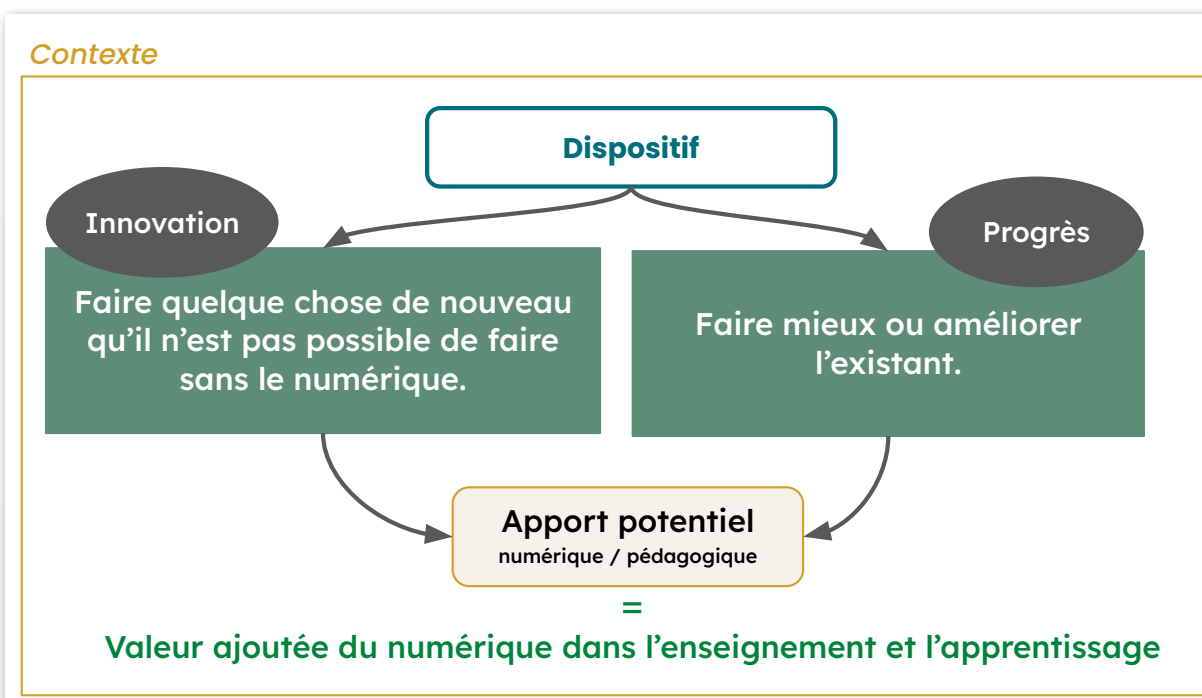 Contexte
Dispositif
Innovation
Progrès
Faire quelque chose de nouveau
qu’il n’est pas possible de faire
sans le numérique.
Faire mieux ou améliorer
l’existant.
Apport potentiel
numérique / pédagogique
=
Valeur ajoutée du numérique dans l’enseignement et l’apprentissage